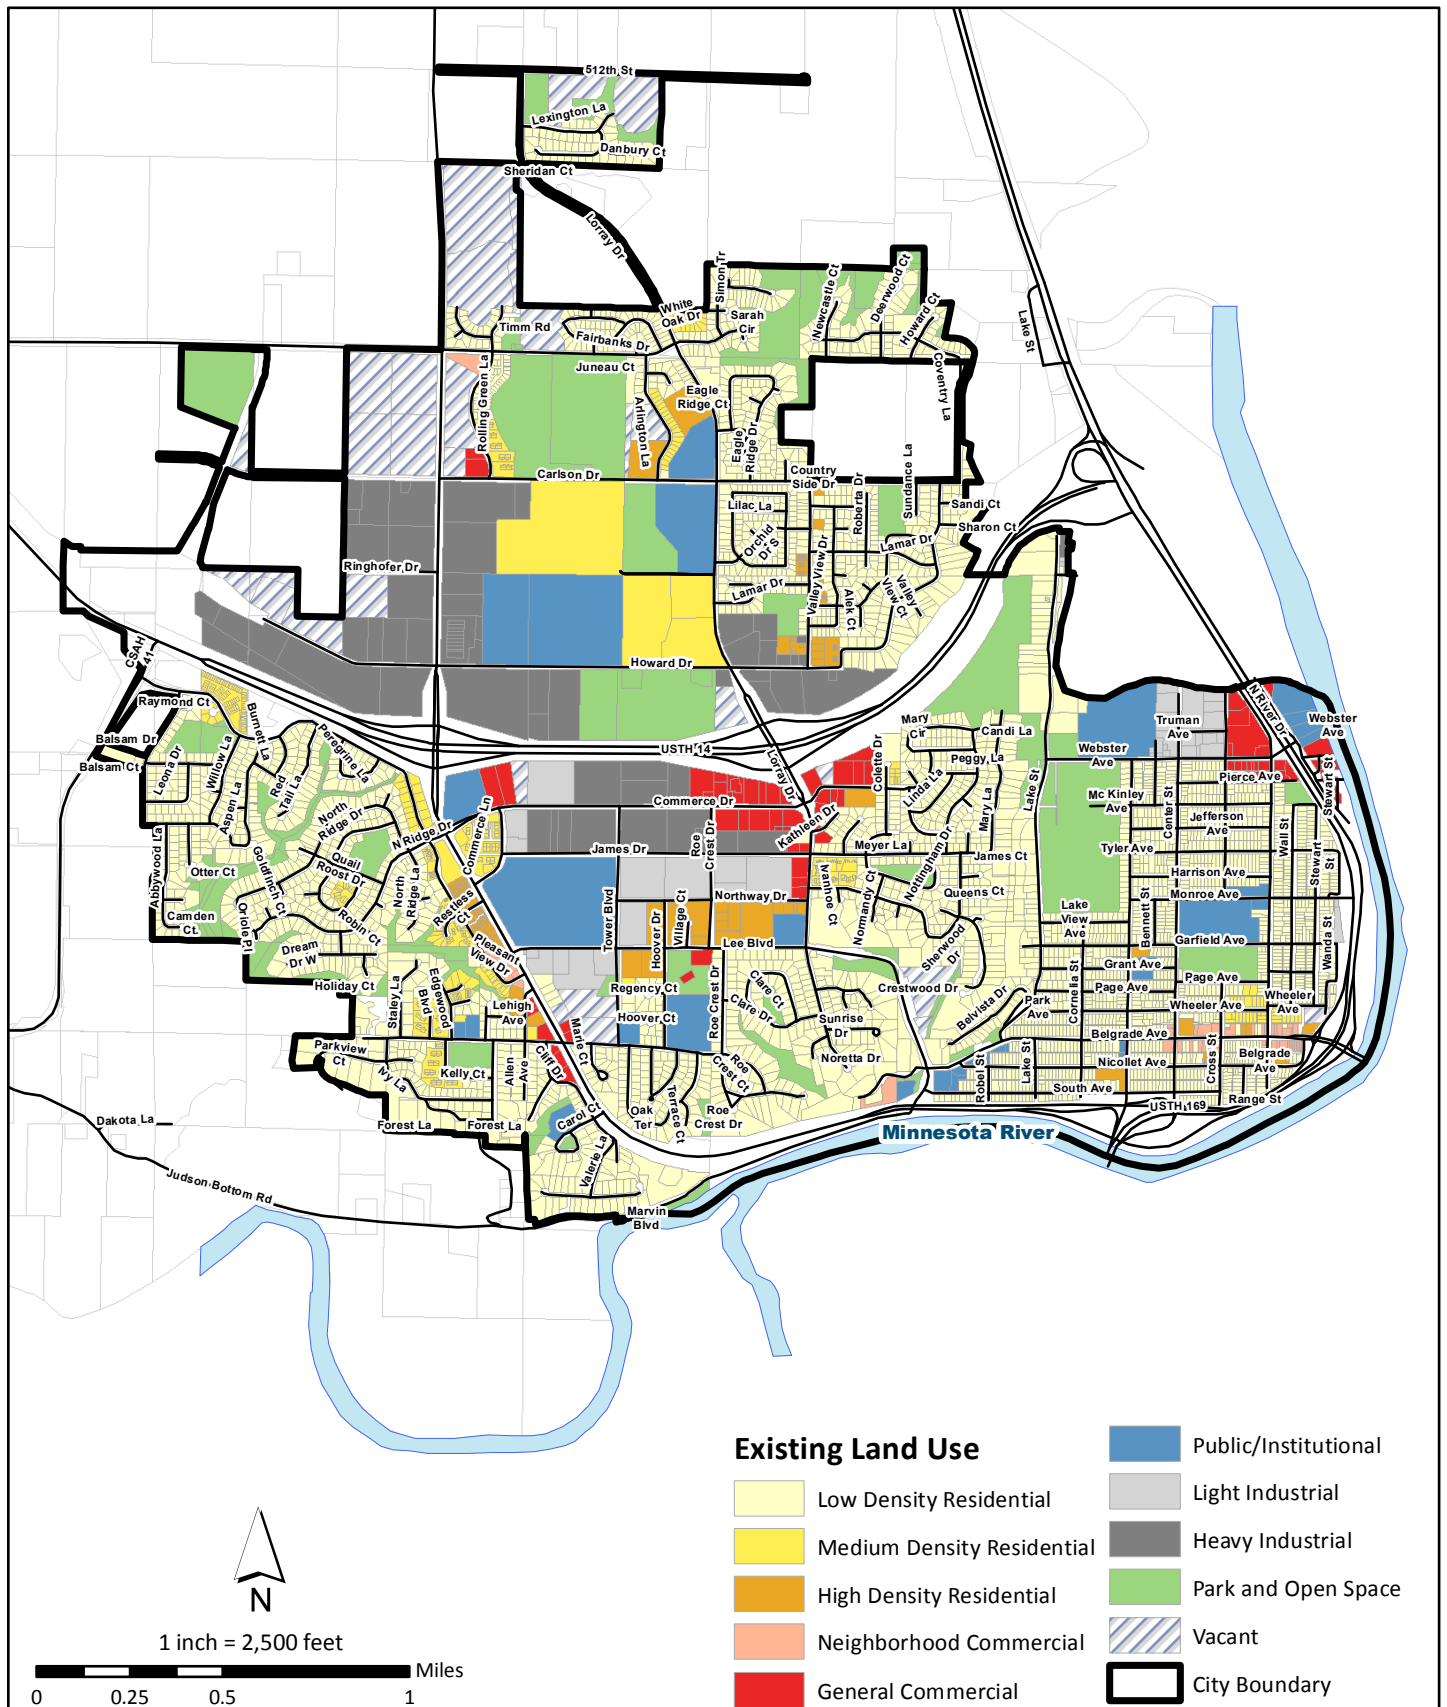 512th St
Lexington La
Danbury Ct
Sheridan Ct
Lorray Dr
Simon Tr
Newcastle Ct
Deerwood Ct
Howard Ct
White
Oak Dr
Sarah
Cir
Timm Rd
Fairbanks Dr
Lake St
Juneau Ct
Coventry La
Rolling Green La
Arlington La
Eagle
Ridge Ct
Eagle
Ridge Dr
Carlson Dr
Country
Side Dr
Roberta Dr
Sundance La
Lilac La
Sandi Ct
Sharon Ct
Orchid
Dr S
Lamar Dr
Ringhofer Dr
Lamar Dr
Valley View Dr
Valley
View Ct
Alek Ct
CSAH
41
Howard Dr
Raymond Ct
Burnett La
Balsam Dr
Peregrine La
Balsam Ct
Leona Dr
Willow La
Aspen La
Red
Tail La
USTH 14
Lorray Dr
Mary
Cir
Candi La
Colette Dr
Peggy La
Linda La
Mary La
Lake St
N River Dr
Webster
Ave
Truman
Ave
Webster
Ave
Pierce Ave
Stewart St
Mc Kinley
Ave
Center St
Jefferson
Ave
Wall St
North
Ridge Dr
N Ridge Dr
Commerce Ln
Commerce Dr
Kathleen Dr
Roe
Crest Dr
James Dr
Meyer La
Nottingham Dr
James Ct
Tyler Ave
Stewart
St
Abbywood La
Otter Ct
Goldfinch Ct
Quail
Roost Dr
North
Ridge La
Restless
Ct
Ivanhoe Ct
Normandy Ct
Queens Ct
Harrison Ave
Monroe Ave
Camden
Ct
Oriole Pl
Robin Ct
Tower Blvd
Hoover Dr
Village Ct
Northway Dr
Lake
View
Ave
Bennett St
Garfield Ave
Wanda St
Dream
Dr W
Pleasant
View Dr
Lee Blvd
Sherwood
Dr
Grant Ave
Holiday Ct
Staley La
Edgewood
Blvd
Regency Ct
Roe Crest Dr
Clare Ct
Clare Dr
Crestwood Dr
Cornelia St
Page Ave
Page Ave
Lehigh
Ave
Hoover Ct
Sunrise
Dr
Belvista Dr
Park
Ave
Wheeler Ave
Wheeler
Ave
Belgrade Ave
Parkview
Ct
Marie Ct
Cliff Dr
Noretta Dr
Nicollet Ave
Cross St
Belgrade
Ave
Ny La
Kelly Ct
Allen
Ave
Roe
Crest Ct
Robel St
Lake St
South Ave
Range St
USTH 169
Oak
Ter
Terrace Ct
Roe
Crest Dr
Dakota La
Forest La
Forest La
Carol Ct
Minnesota River
Valerie La
Judson Bottom Rd
Marvin
Blvd
Existing Land Use
Low Density Residential
Medium Density Residential
High Density Residential
Neighborhood Commercial
General Commercial
Public/Institutional
Light Industrial
Heavy Industrial
Park and Open Space
Vacant
City Boundary
N
1 inch = 2,500 feet
Miles
0 0.25 0.5 1